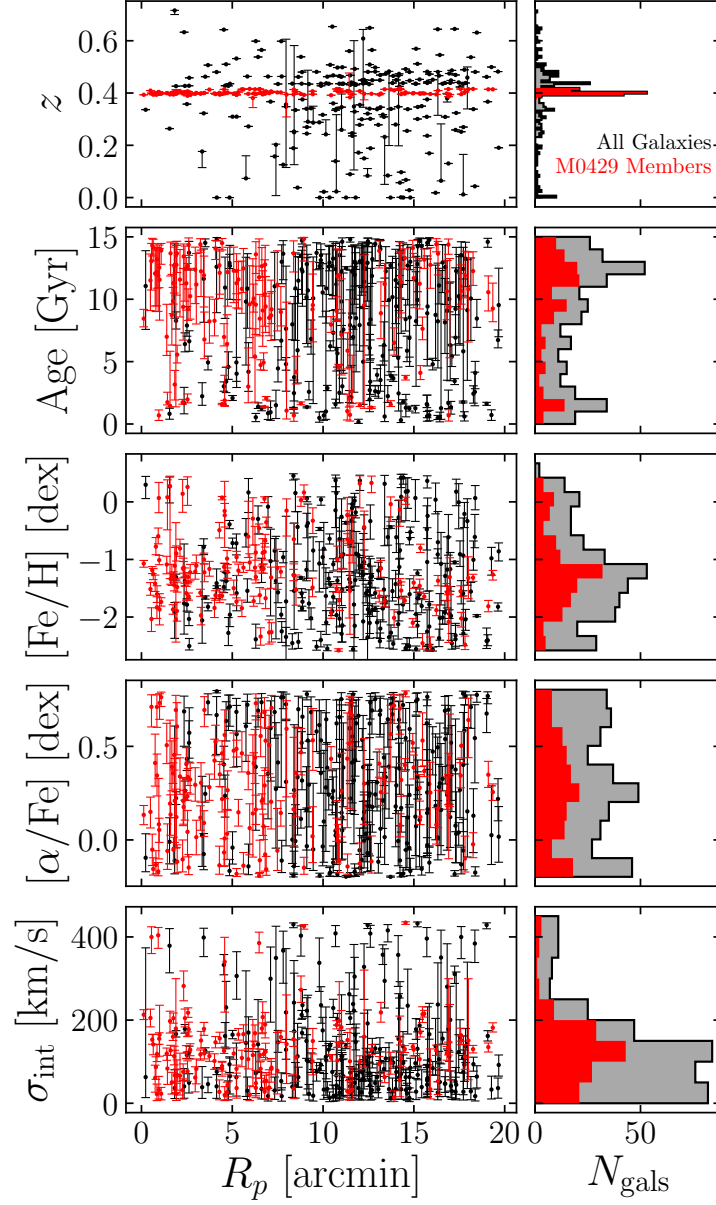 0.6
0.4
0.2
0.0
z
All Galaxies
M0429 Members
15
10
5
0
Age [Gyr]
0
−1
−2
[Fe/H] [dex]
0.5
0.0
[α/Fe] [dex]
400
200
0
σint [km/s]
0 5 10 15 20
Rp [arcmin]
0 50
Ngals